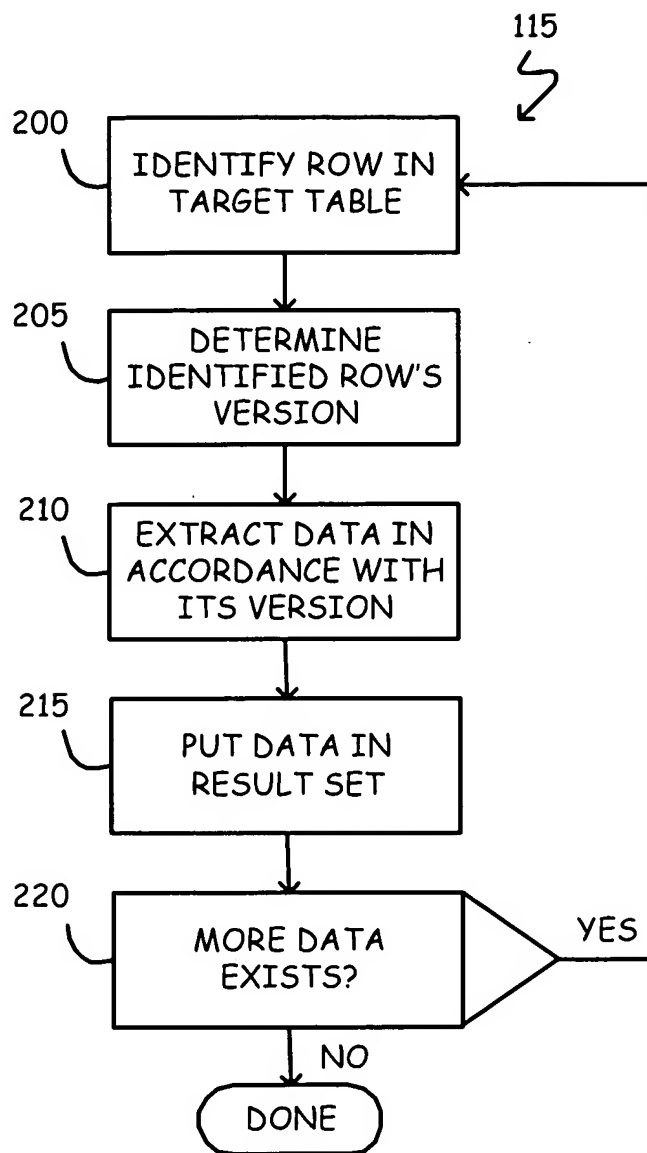 115
200
IDENTIFY ROW IN
TARGET TABLE
205
DETERMINE
IDENTIFIED ROW'S
VERSION
210
EXTRACT DATA IN
ACCORDANCE WITH
ITS VERSION
215
PUT DATA IN
RESULT SET
220
MORE DATA
EXISTS?
YES
NO
DONE